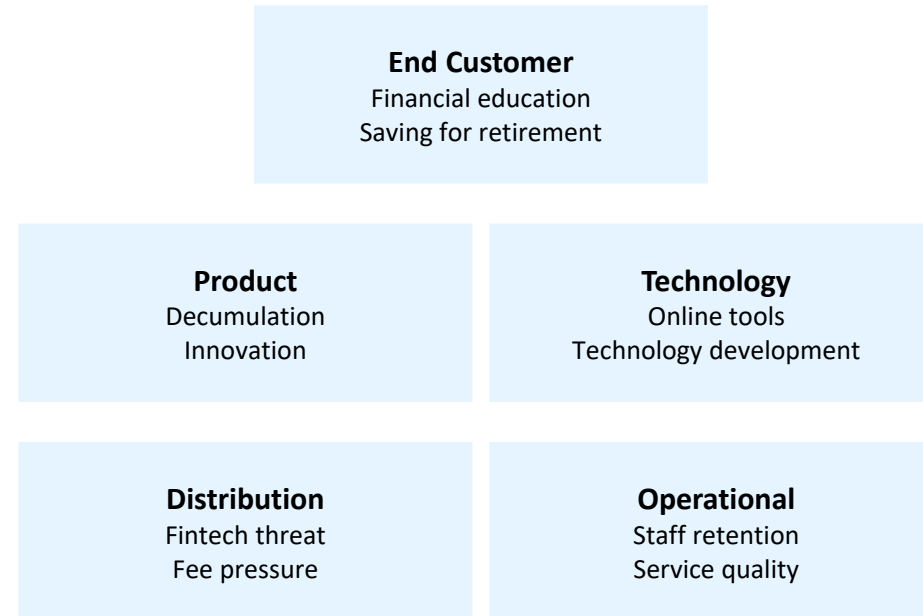 End Customer
Financial education
Saving for retirement
Product
Decumulation
Innovation
Technology
Online tools
Technology development
Distribution
Fintech threat
Fee pressure
Operational
Staff retention
Service quality